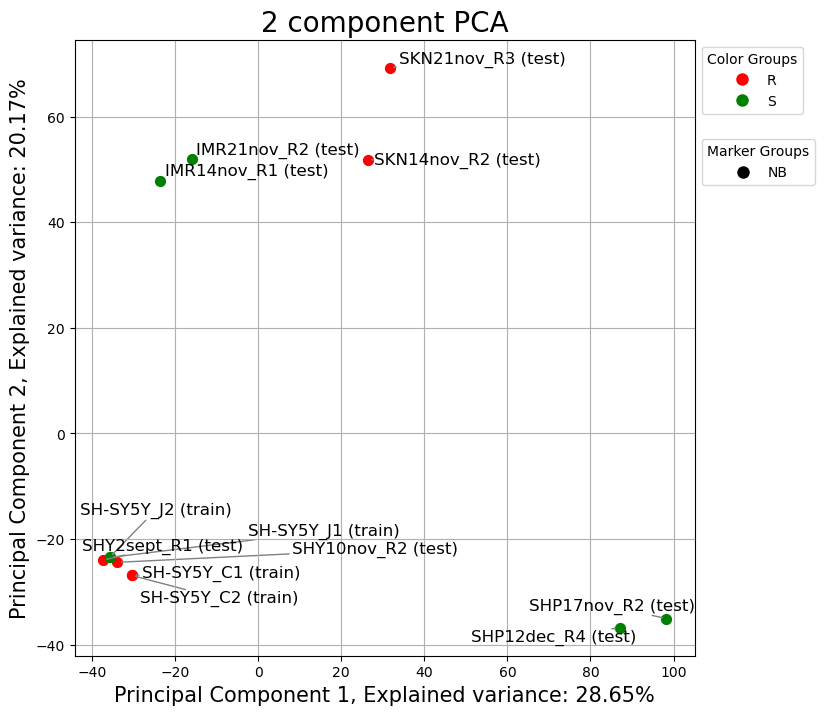 2 component PCA
SKN21nov_R3 (test)
IMR21nov_R2 (test)
SKN14nov_R2 (test)
IMR14nov_R1 (test)
SH-SY5Y_J2 (train)
SH-SY5Y_J1 (train)
SHY2sept_R1 (test)
SHY10nov_R2 (test)
SH-SY5Y_C1 (train)
SH-SY5Y_C2 (train)
SHP17nov_R2 (test)
SHP12dec_R4 (test)
60
40
20
0
−20
−40
−40 −20 0 20 40 60 80 100
Principal Component 1, Explained variance: 28.65%
Principal Component 2, Explained variance: 20.17%
Color Groups
R
S
Marker Groups
NB